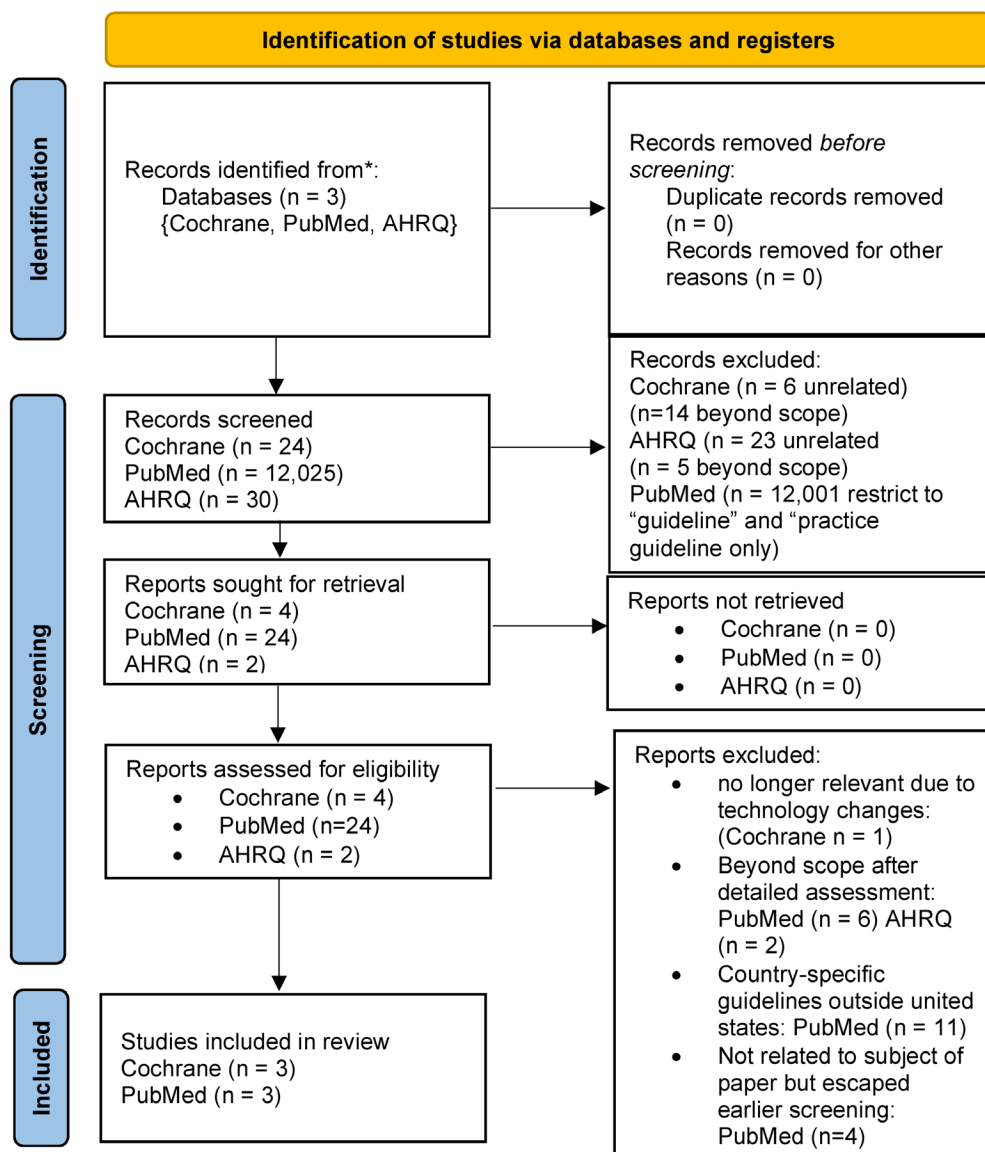 Identification of studies via databases and registers
Identification
Records identified from*:
Databases (n = 3)
{Cochrane, PubMed, AHRQ}
Records removed before
screening:
Duplicate records removed
(n = 0)
Records removed for other
reasons (n = 0)
Screening
Records screened
Cochrane (n = 24)
PubMed (n = 12,025)
AHRQ (n = 30)
Records excluded:
Cochrane (n = 6 unrelated)
(n=14 beyond scope)
AHRQ (n = 23 unrelated
(n = 5 beyond scope)
PubMed (n = 12,001 restrict to
“guideline” and “practice
guideline only)
Reports sought for retrieval
Cochrane (n = 4)
PubMed (n = 24)
AHRQ (n = 2)
Reports not retrieved
• Cochrane (n = 0)
• PubMed (n = 0)
• AHRQ (n = 0)
Reports assessed for eligibility
• Cochrane (n = 4)
• PubMed (n=24)
• AHRQ (n = 2)
Reports excluded:
• no longer relevant due to
technology changes:
(Cochrane n = 1)
• Beyond scope after
detailed assessment:
PubMed (n = 6) AHRQ
(n = 2)
• Country-specific
guidelines outside united
states: PubMed (n = 11)
• Not related to subject of
paper but escaped
earlier screening:
PubMed (n=4)
Included
Studies included in review
Cochrane (n = 3)
PubMed (n = 3)